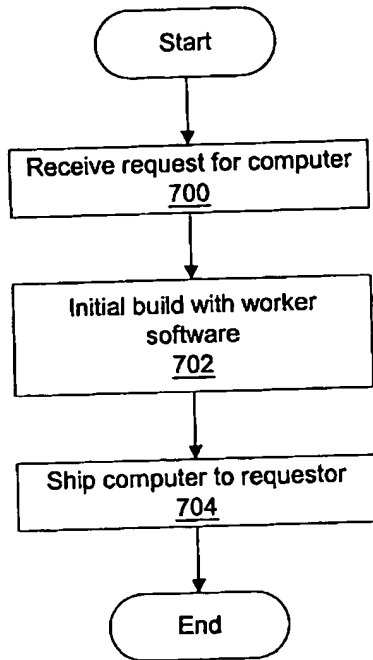 Start
Receive request for computer
700
Initial build with worker
software
702
Ship computer to requestor
704
End